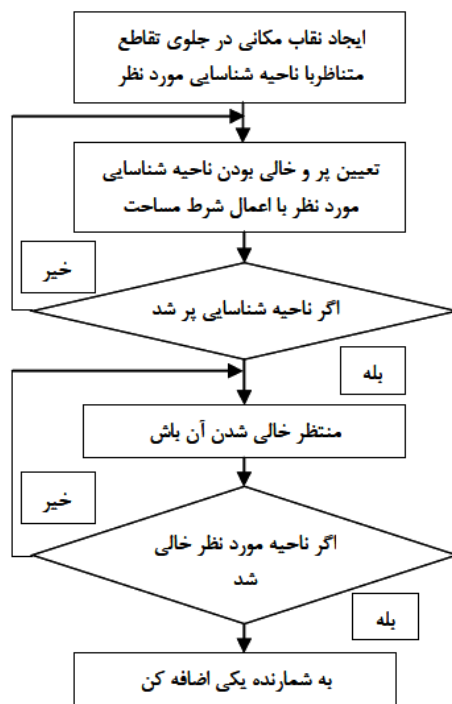 ایجاد نقاب مکانی در جلوی تقاطع
متناظربا ناحیه شناسایی مورد نظر
تعیین پر و خالی بودن ناحیه شناسایی
مورد نظر با اعمال شرط مساحت
خیر
اگر ناحیه شناسایی پر شد
بله
منتظر خالی شدن آن باش
خیر
اگر ناحیه مورد نظر خالی
شد
بله
به شمارنده یکی اضافه کن